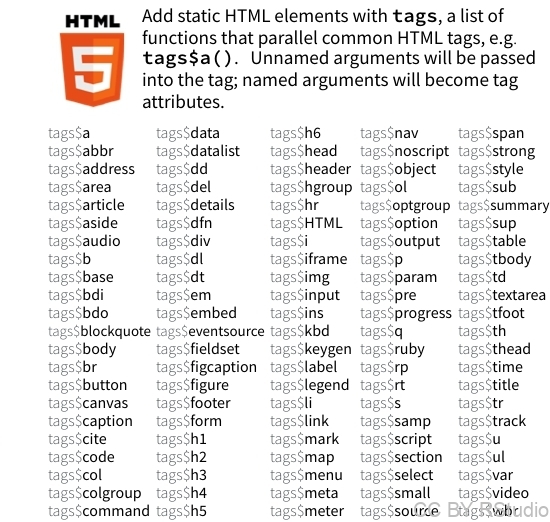 HTML
5
Add static HTML elements with tags, a list of
functions that parallel common HTML tags, e.g.
tags$a(). Unnamed arguments will be passed
into the tag; named arguments will become tag
attributes.
tags$a tags$data tags$h6 tags$nav tags$span
tags$abbr tags$datalist tags$head tags$noscript tags$strong
tags$address tags$dd tags$header tags$object tags$style
tags$area tags$del tags$hgroup tags$ol tags$sub
tags$article tags$details tags$hr tags$optgroup tags$summary
tags$aside tags$dfn tags$HTML tags$option tags$sup
tags$audio tags$div tags$i tags$output tags$table
tags$b tags$dl tags$iframe tags$p tags$tbody
tags$base tags$dt tags$img tags$param tags$td
tags$bdi tags$em tags$input tags$pre tags$textarea
tags$bdo tags$embed tags$ins tags$progress tags$tfoot
tags$blockquote tags$eventsource tags$kbd tags$q tags$th
tags$body tags$fieldset tags$keygen tags$ruby tags$thead
tags$br tags$figcaption tags$label tags$rp tags$time
tags$button tags$figure tags$legend tags$rt tags$title
tags$canvas tags$footer tags$li tags$s tags$tr
tags$caption tags$form tags$link tags$samp tags$track
tags$cite tags$h1 tags$mark tags$script tags$u
tags$code tags$h2 tags$map tags$section tags$ul
tags$col tags$h3 tags$menu tags$select tags$var
tags$colgroup tags$h4 tags$meta tags$small tags$video
tags$command tags$h5 tags$meter tags$source tags$wbr
CC BY RStudio